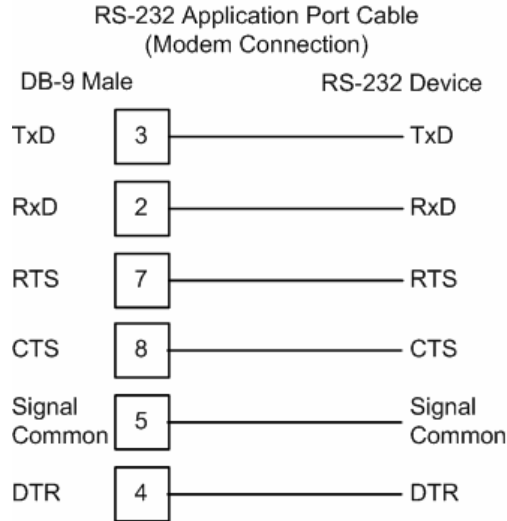 RS-232 Application Port Cable
(Modem Connection)
DB-9 Male RS-232 Device
TxD 3 TxD
RxD 2 RxD
RTS 7 RTS
CTS 8 CTS
Signal Common 5 Signal Common
DTR 4 DTR